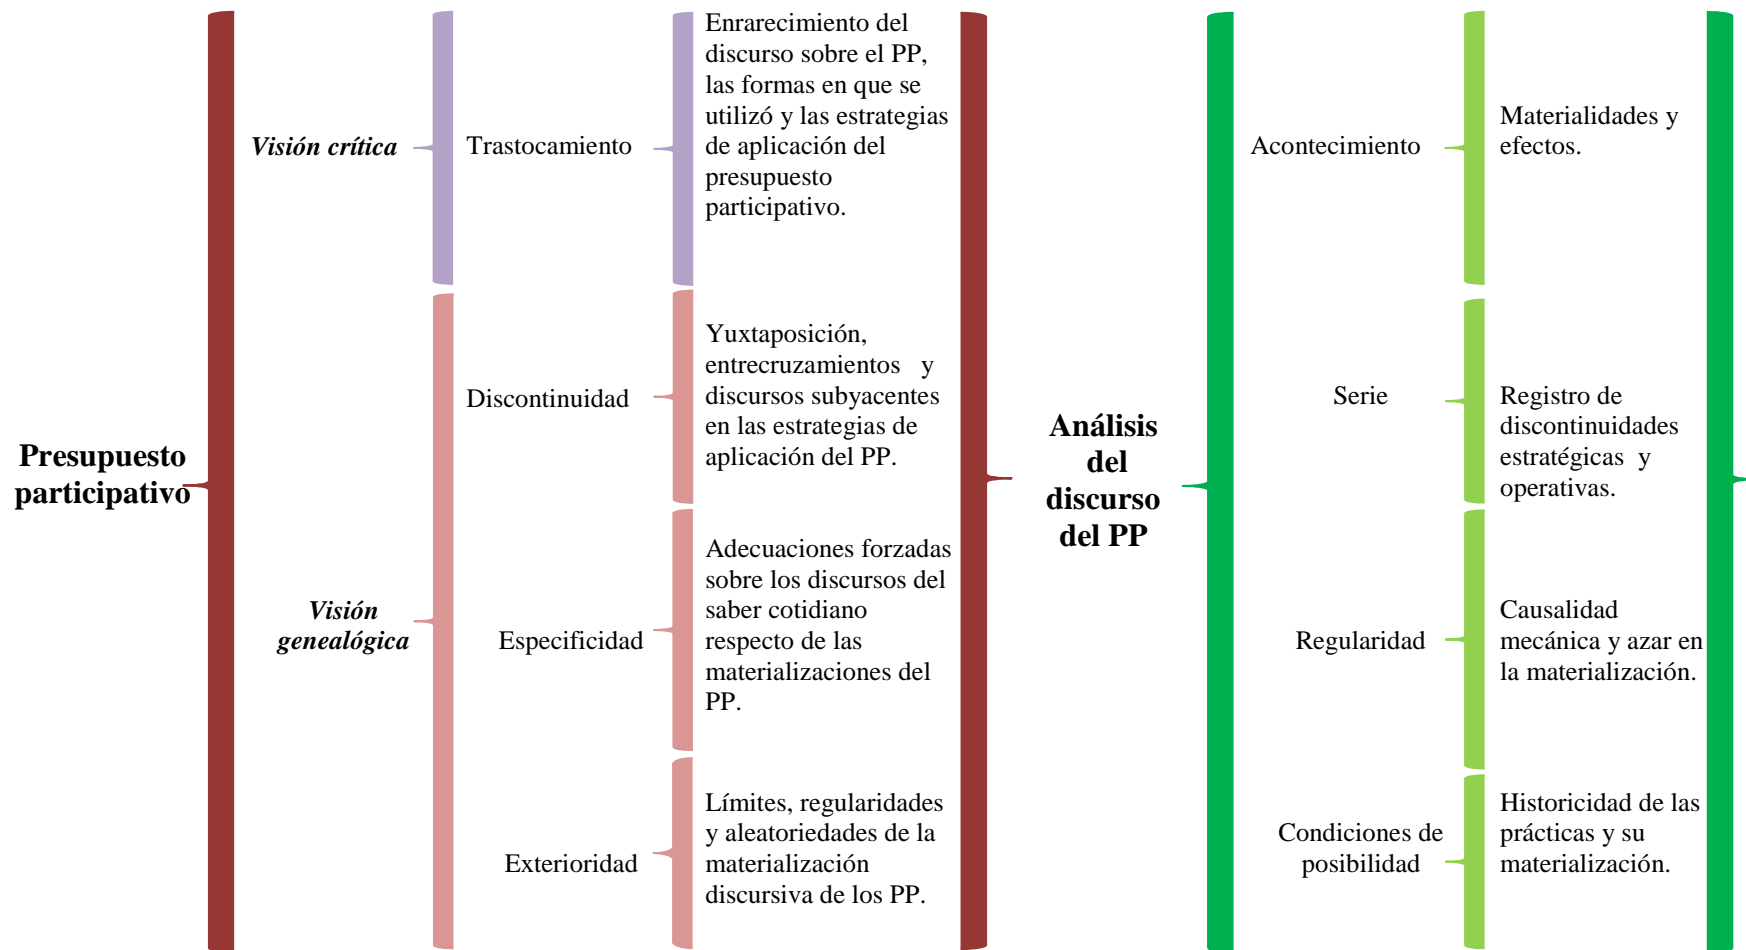 Presupuesto
participativo
Visión crítica
Trastocamiento
Enrarecimiento del
discurso sobre el PP,
las formas en que se
utilizó y las estrategias
de aplicación del
presupuesto
participativo.
Visión
genealógica
Discontinuidad
Yuxtaposición,
entrecruzamientos y
discursos subyacentes
en las estrategias de
aplicación del PP.
Especificidad
Adecuaciones forzadas
sobre los discursos del
saber cotidiano
respecto de las
materializaciones del
PP.
Exterioridad
Límites, regularidades
y aleatoriedades de la
materialización
discursiva de los PP.
Análisis
del
discurso
del PP
Acontecimiento
Materialidades y
efectos.
Serie
Registro de
discontinuidades
estratégicas y
operativas.
Regularidad
Causalidad
mecánica y azar en
la materialización.
Condiciones de
posibilidad
Historicidad de las
prácticas y su
materialización.